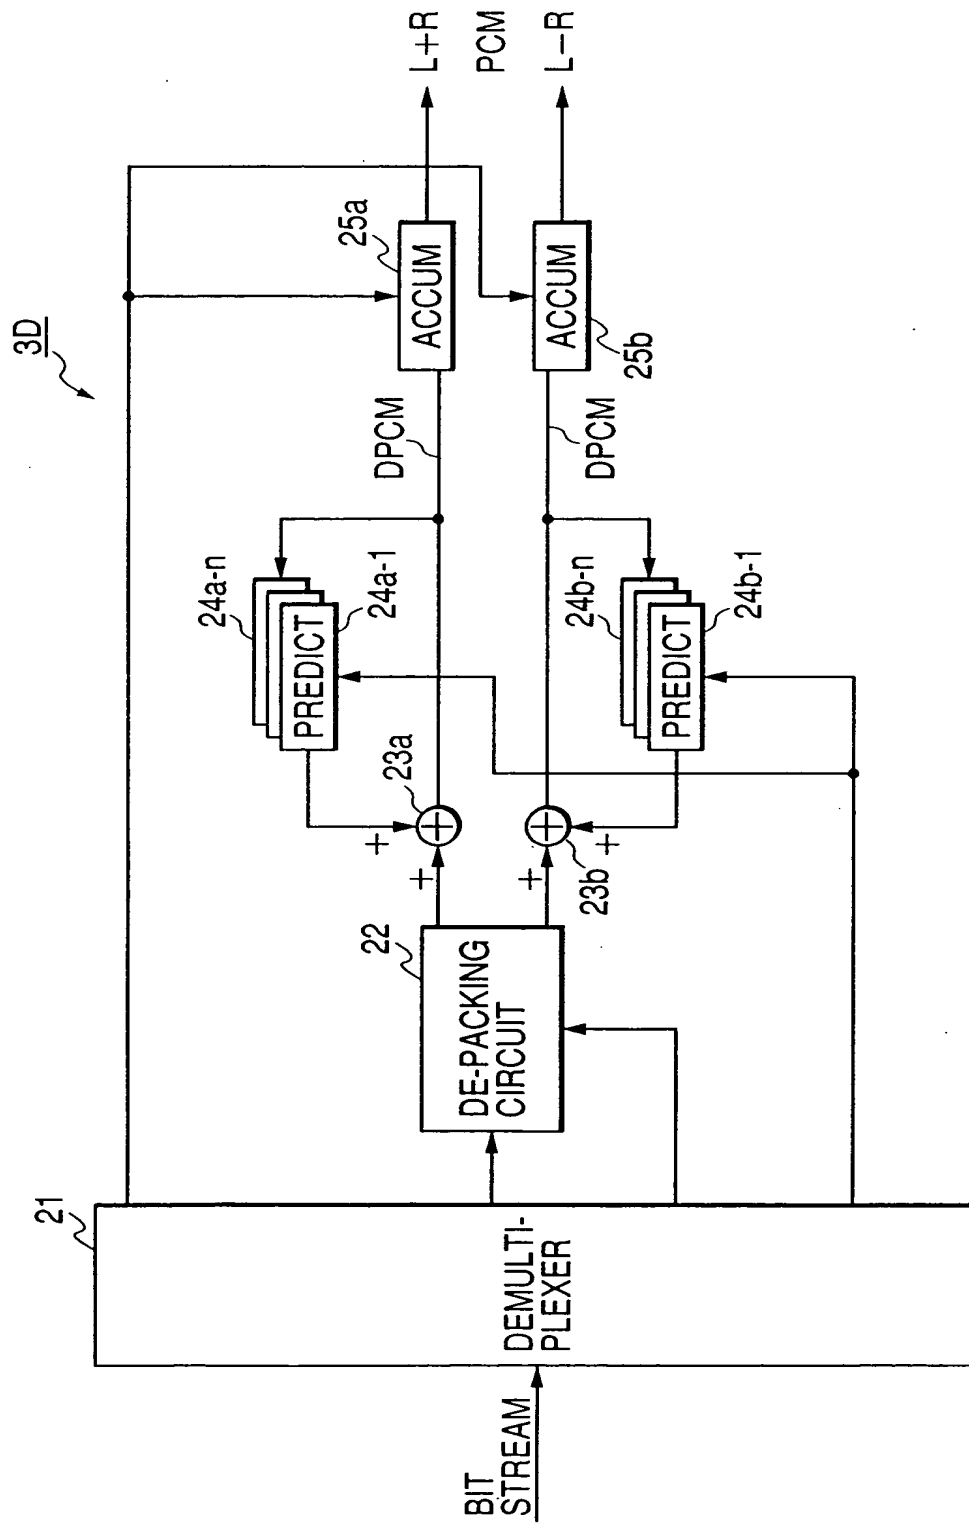 3D
BIT
STREAM
21
DEMULTI-
PLEXER
22
DE-PACKING
CIRCUIT
+
+
23a
+
+
23b
24a-n
PREDICT
24a-1
24b-n
PREDICT
24b-1
DPCM
DPCM
25a
ACCUM
ACCUM
25b
L+R
PCM
L−R